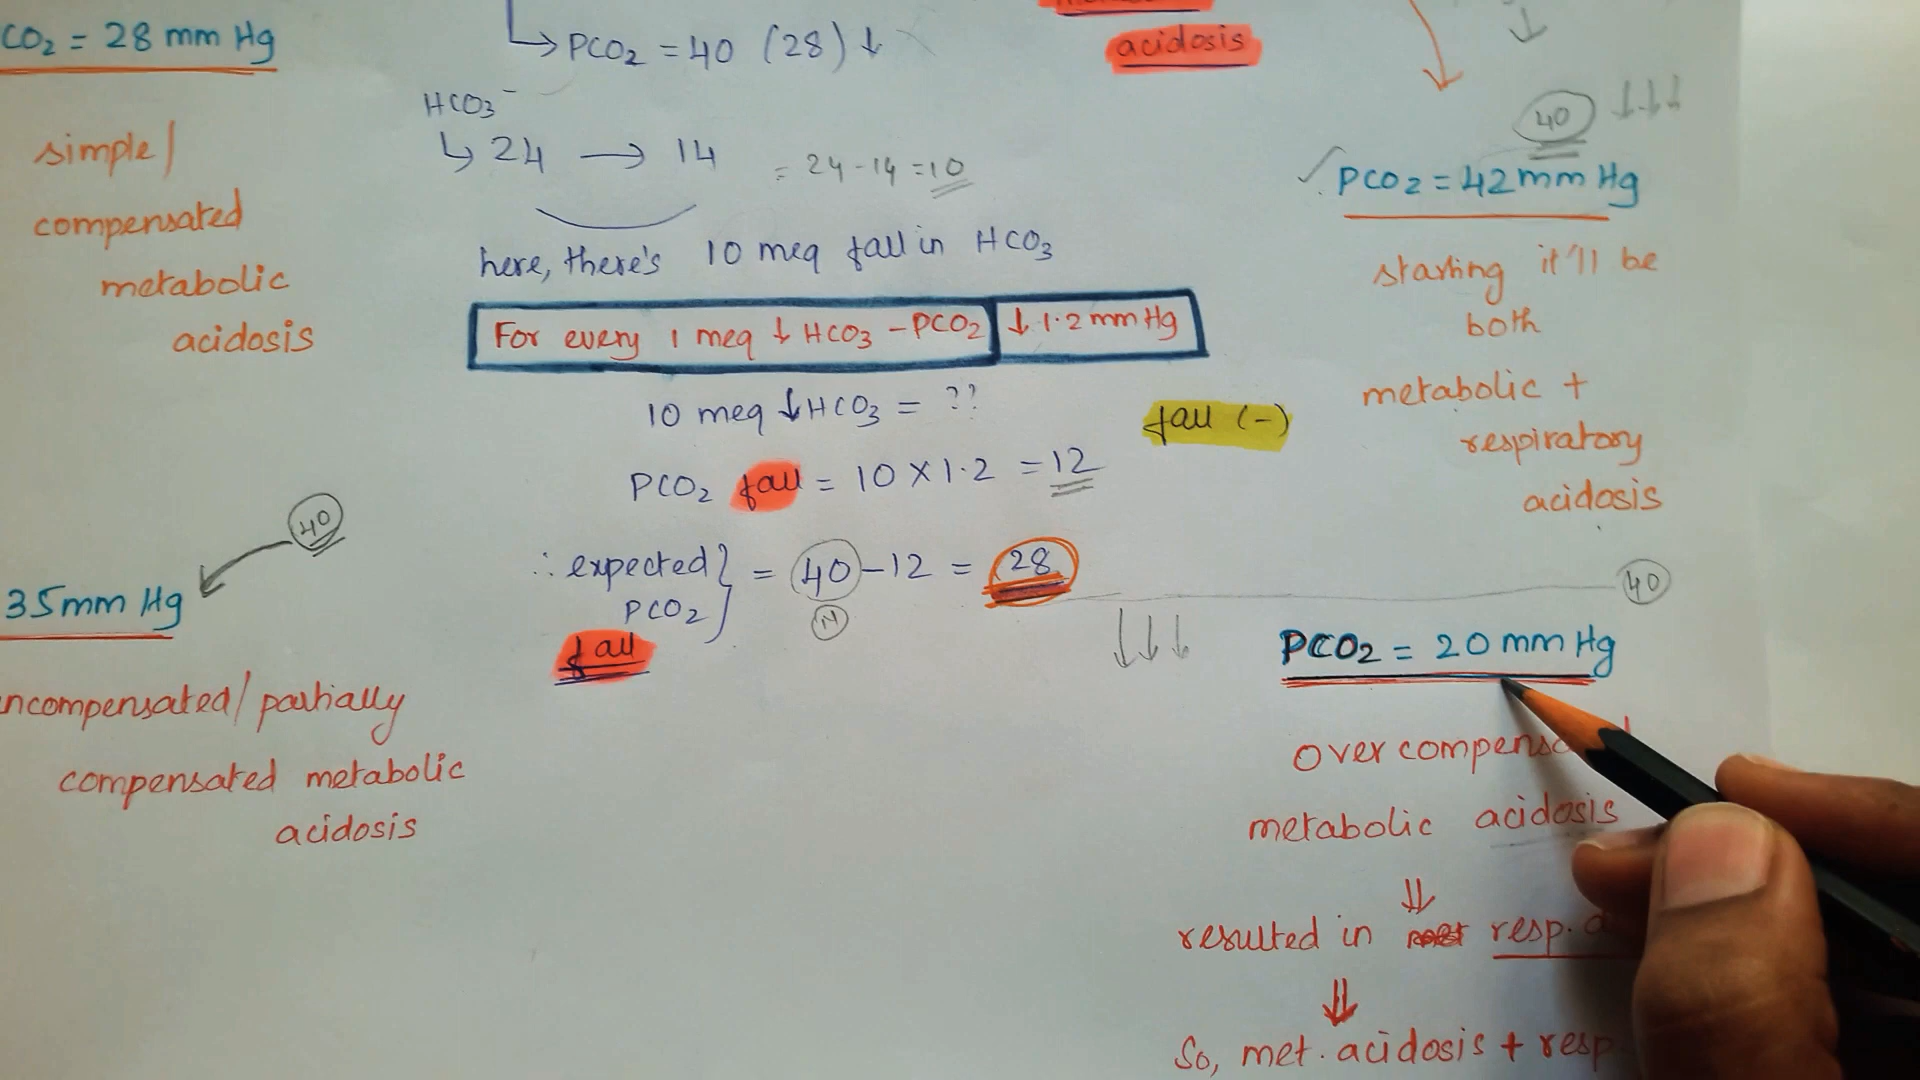 CO₂ = 28 mm Hg
simple/
compensated
metabolic
acidosis
40
35mm Hg
ncompensated/partially
compensated metabolic
acidosis
↳ PCO₂ = 40 (28) ↓
HCO₃⁻
↳ 24 → 14 = 24-14 = 10
here, there's 10 meq fall in HCO₃
For every 1 meq ↓ HCO₃ - PCO₂ ↓ 1.2 mm Hg
10 meq ↓ HCO₃ = ??
fall (-)
PCO₂ fall = 10 X 1.2 = 12
∴ expected PCO₂ } = 40 - 12 = 28
N
fall
acidosis
↓
40 ↓↓↓
✓ PCO₂ = 42 mm Hg
starting it'll be
both
metabolic +
respiratory
acidosis
40
↓↓↓ PCO₂ = 20 mm Hg
over compens
metabolic acidosis
⇓
resulted in resp. a
⇓
So, met. acidosis + resp